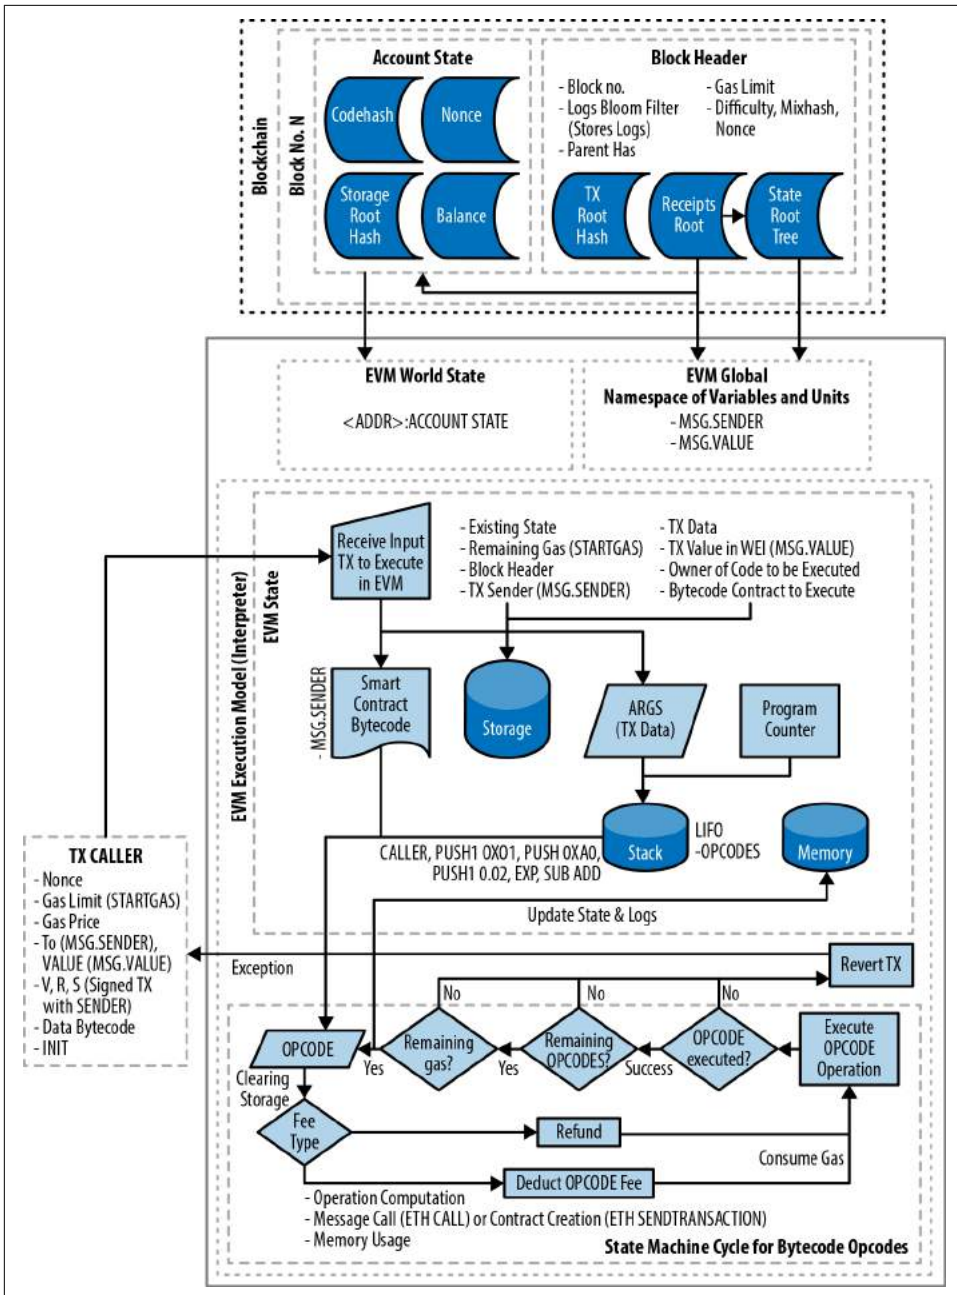 Blockchain
Block No. N
Account State
Codehash
Nonce
Storage
Root
Hash
Balance
Block Header
- Block no.
- Logs Bloom Filter
(Stores Logs)
- Parent Has
- Gas Limit
- Difficulty, Mixhash,
Nonce
TX
Root
Hash
Receipts
Root
State
Root
Tree
EVM World State
<ADDR>:ACCOUNT STATE
EVM Global
Namespace of Variables and Units
- MSG.SENDER
- MSG.VALUE
EVM Execution Model (Interpreter)
EVM State
Receive Input
TX to Execute
in EVM
- Existing State
- Remaining Gas (STARTGAS)
- Block Header
- TX Sender (MSG.SENDER)
- TX Data
- TX Value in WEI (MSG.VALUE)
- Owner of Code to be Executed
- Bytecode Contract to Execute
- MSG.SENDER
Smart
Contract
Bytecode
Storage
ARGS
(TX Data)
Program
Counter
CALLER, PUSH1 0X01, PUSH 0XA0,
PUSH1 0.02, EXP, SUB ADD
Stack
LIFO
-OPCODES
Memory
Update State & Logs
TX CALLER
- Nonce
- Gas Limit (STARTGAS)
- Gas Price
- To (MSG.SENDER),
VALUE (MSG.VALUE)
- V, R, S (Signed TX
with SENDER)
- Data Bytecode
- INIT
Exception
Revert TX
No
No
No
OPCODE
Yes
Remaining
gas?
Yes
Remaining
OPCODES?
Success
OPCODE
executed?
Execute
OPCODE
Operation
Clearing
Storage
Fee
Type
Refund
Consume Gas
Deduct OPCODE Fee
- Operation Computation
- Message Call (ETH CALL) or Contract Creation (ETH SENDTRANSACTION)
- Memory Usage
State Machine Cycle for Bytecode Opcodes